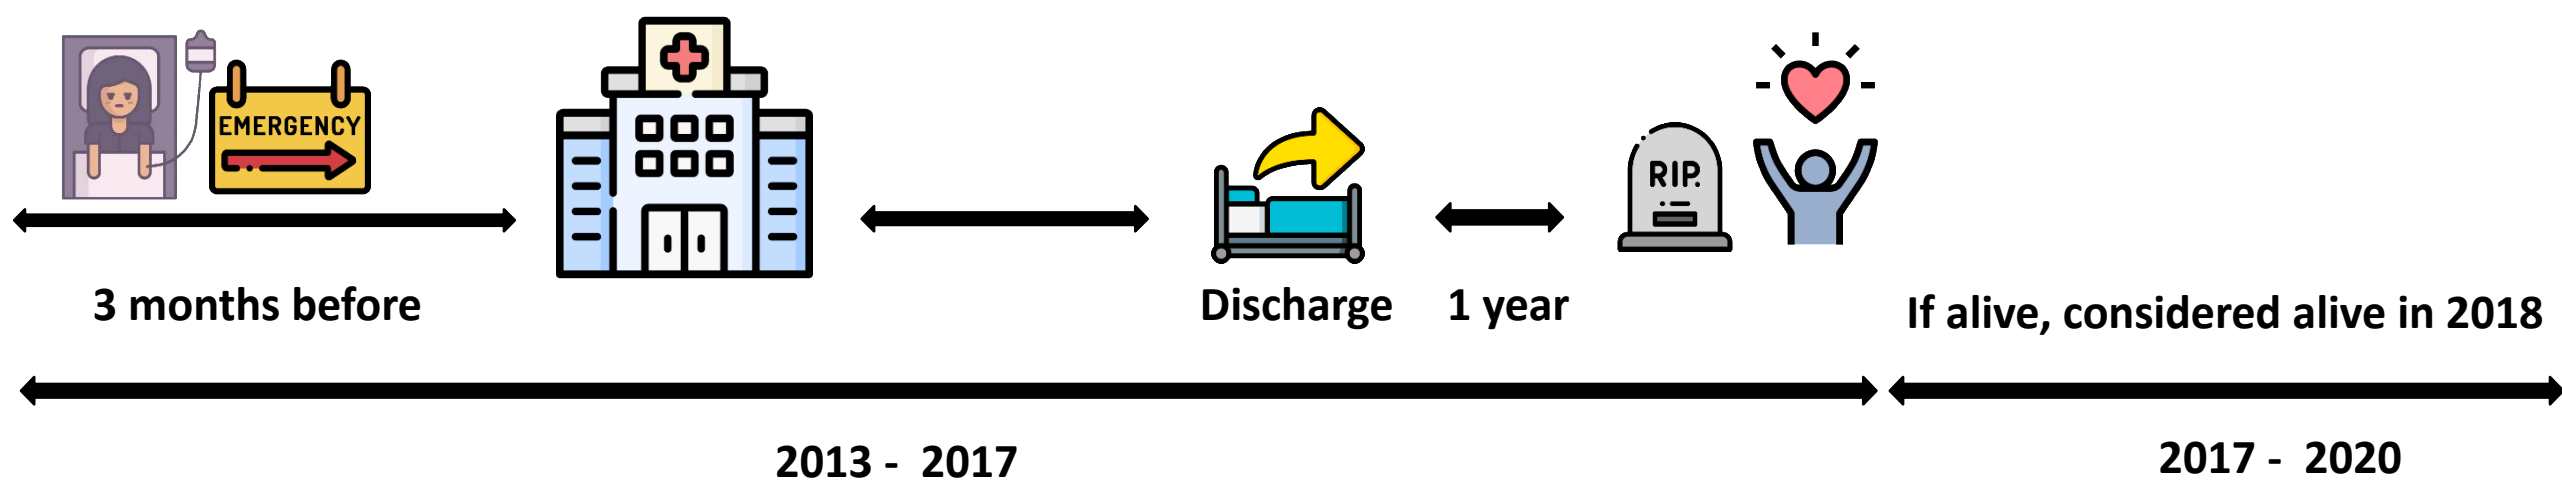 EMERGENCY
RIP.
3 months before
Discharge
1 year
If alive, considered alive in 2018
2013 -  2017
2017 -  2020